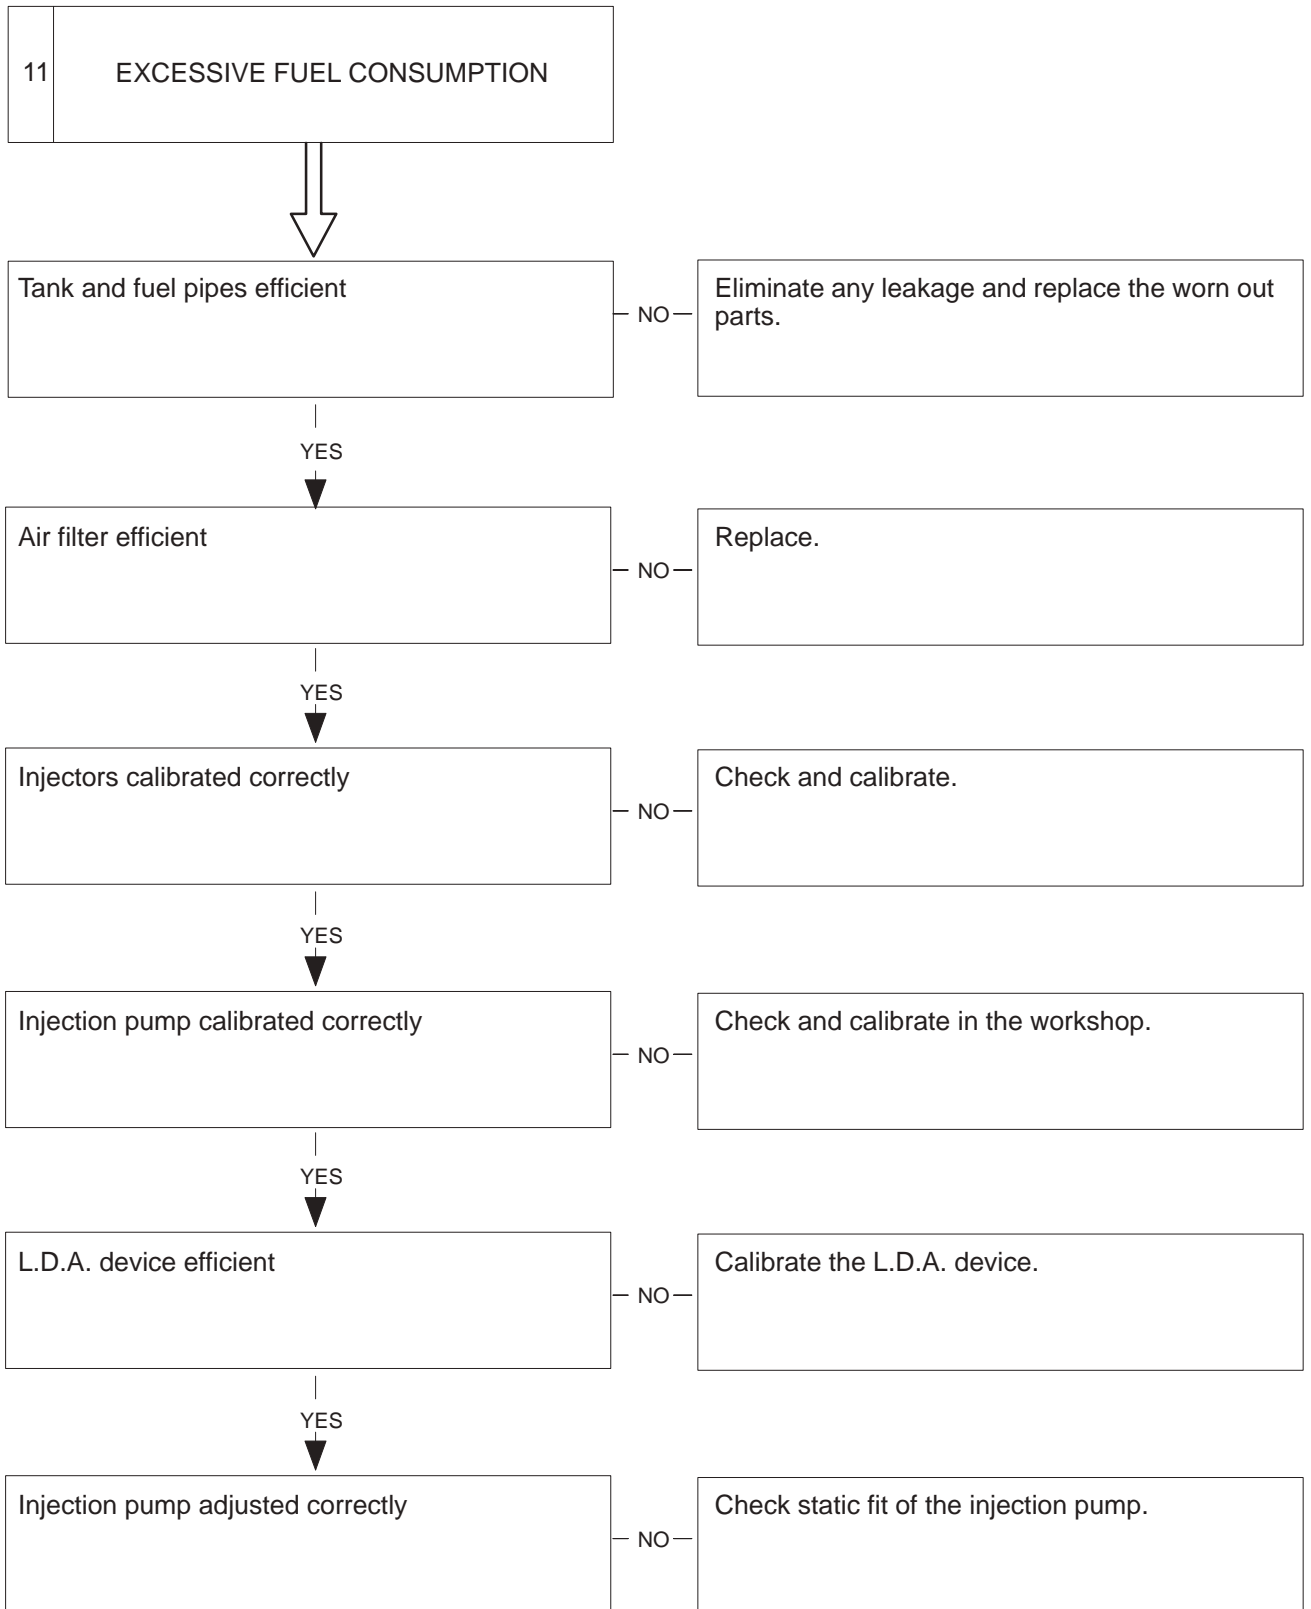 11
EXCESSIVE FUEL CONSUMPTION
Tank and fuel pipes efficient
NO
Eliminate any leakage and replace the worn out
parts.
YES
Air filter efficient
NO
Replace.
YES
Injectors calibrated correctly
NO
Check and calibrate.
YES
Injection pump calibrated correctly
NO
Check and calibrate in the workshop.
YES
L.D.A. device efficient
NO
Calibrate the L.D.A. device.
YES
Injection pump adjusted correctly
NO
Check static fit of the injection pump.